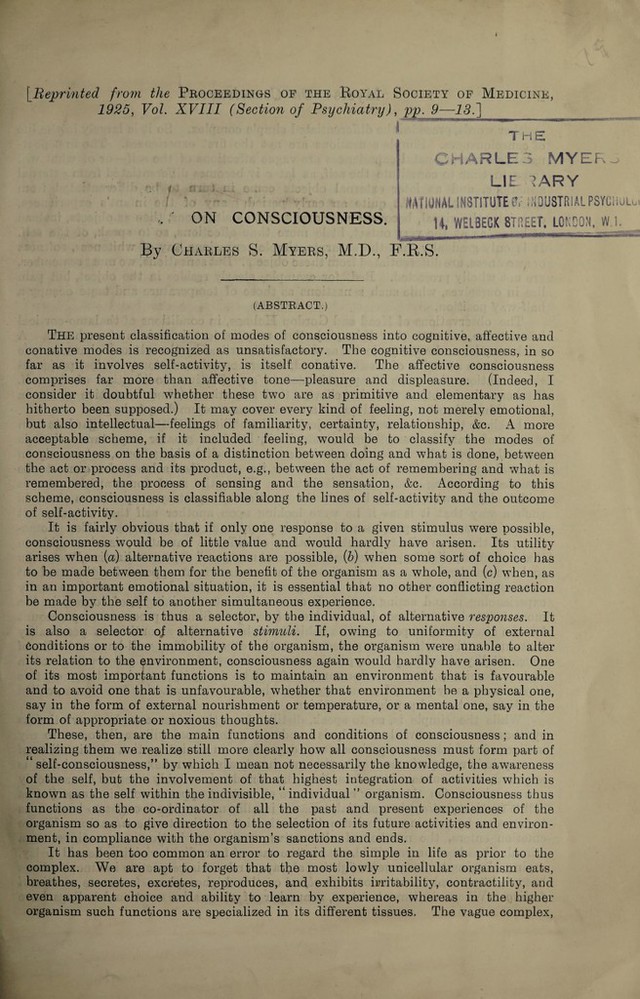 [Reprinted from the PROCEEDINGS OF THE ROYAL SOCIETY OF MEDICINE,
1925, Vol. XVIII (Section of Psychiatry), pp. 9—13.]
THE
CHARLES MYERS
LIBRARY
NATIONAL INSTITUTE OF INDUSTRIAL PSYCHOLO
14, WELBECK STREET, LONDON, W.1.
ON CONSCIOUSNESS.
By CHARLES S. MYERS, M.D., F.R.S.
(ABSTRACT.)
THE present classification of modes of consciousness into cognitive, affective and
conative modes is recognized as unsatisfactory. The cognitive consciousness, in so
far as it involves self-activity, is itself conative. The affective consciousness
comprises far more than affective tone—pleasure and displeasure. (Indeed, I
consider it doubtful whether these two are as primitive and elementary as has
hitherto been supposed.) It may cover every kind of feeling, not merely emotional,
but also intellectual—feelings of familiarity, certainty, relationship, &c. A more
acceptable scheme, if it included feeling, would be to classify the modes of
consciousness on the basis of a distinction between doing and what is done, between
the act or process and its product, e.g., between the act of remembering and what is
remembered, the process of sensing and the sensation, &c. According to this
scheme, consciousness is classifiable along the lines of self-activity and the outcome
of self-activity.
It is fairly obvious that if only one response to a given stimulus were possible,
consciousness would be of little value and would hardly have arisen. Its utility
arises when (a) alternative reactions are possible, (b) when some sort of choice has
to be made between them for the benefit of the organism as a whole, and (c) when, as
in an important emotional situation, it is essential that no other conflicting reaction
be made by the self to another simultaneous experience.
Consciousness is thus a selector, by the individual, of alternative responses. It
is also a selector of alternative stimuli. If, owing to uniformity of external
conditions or to the immobility of the organism, the organism were unable to alter
its relation to the environment, consciousness again would hardly have arisen. One
of its most important functions is to maintain an environment that is favourable
and to avoid one that is unfavourable, whether that environment be a physical one,
say in the form of external nourishment or temperature, or a mental one, say in the
form of appropriate or noxious thoughts.
These, then, are the main functions and conditions of consciousness; and in
realizing them we realize still more clearly how all consciousness must form part of
"self-consciousness," by which I mean not necessarily the knowledge, the awareness
of the self, but the involvement of that highest integration of activities which is
known as the self within the indivisible, "individual" organism. Consciousness thus
functions as the co-ordinator of all the past and present experiences of the
organism so as to give direction to the selection of its future activities and environ-
ment, in compliance with the organism's sanctions and ends.
It has been too common an error to regard the simple in life as prior to the
complex. We are apt to forget that the most lowly unicellular organism eats,
breathes, secretes, excretes, reproduces, and exhibits irritability, contractility, and
even apparent choice and ability to learn by experience, whereas in the higher
organism such functions are specialized in its different tissues. The vague complex,